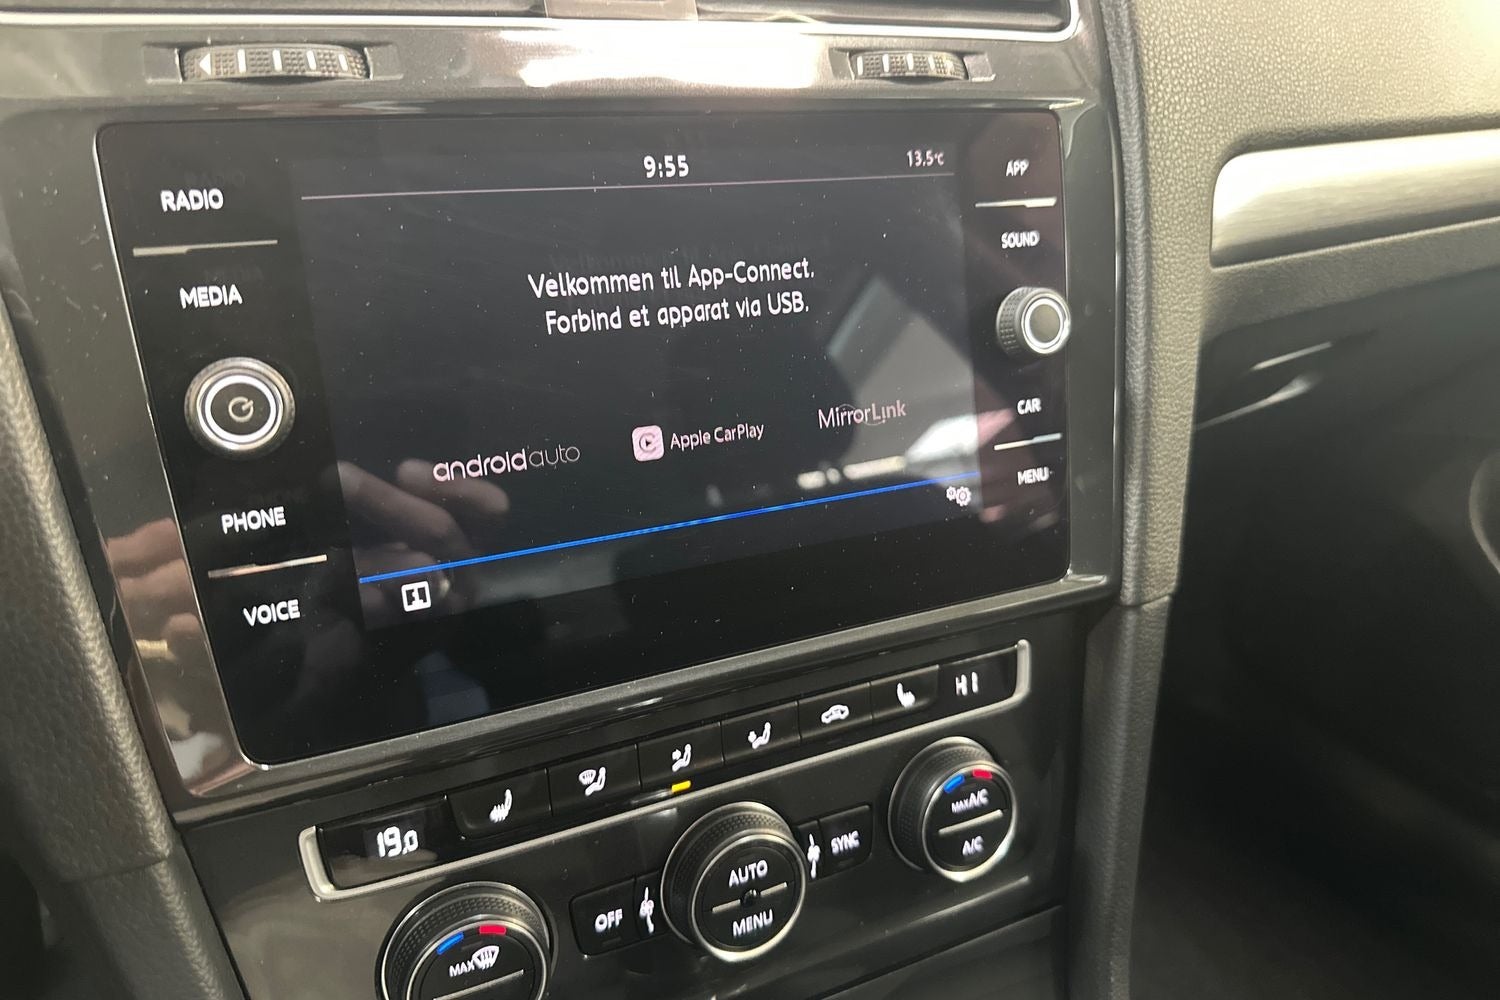 9:55
13.5°C
RADIO
MEDIA
PHONE
VOICE
Velkommen til App-Connect.
Forbind et apparat via USB.
androidauto
Apple CarPlay
MirrorLink
APP
SOUND
CAR
MENU
19.0
HI
OFF
AUTO
MENU
SYNC
MAX A/C
A/C
MAX